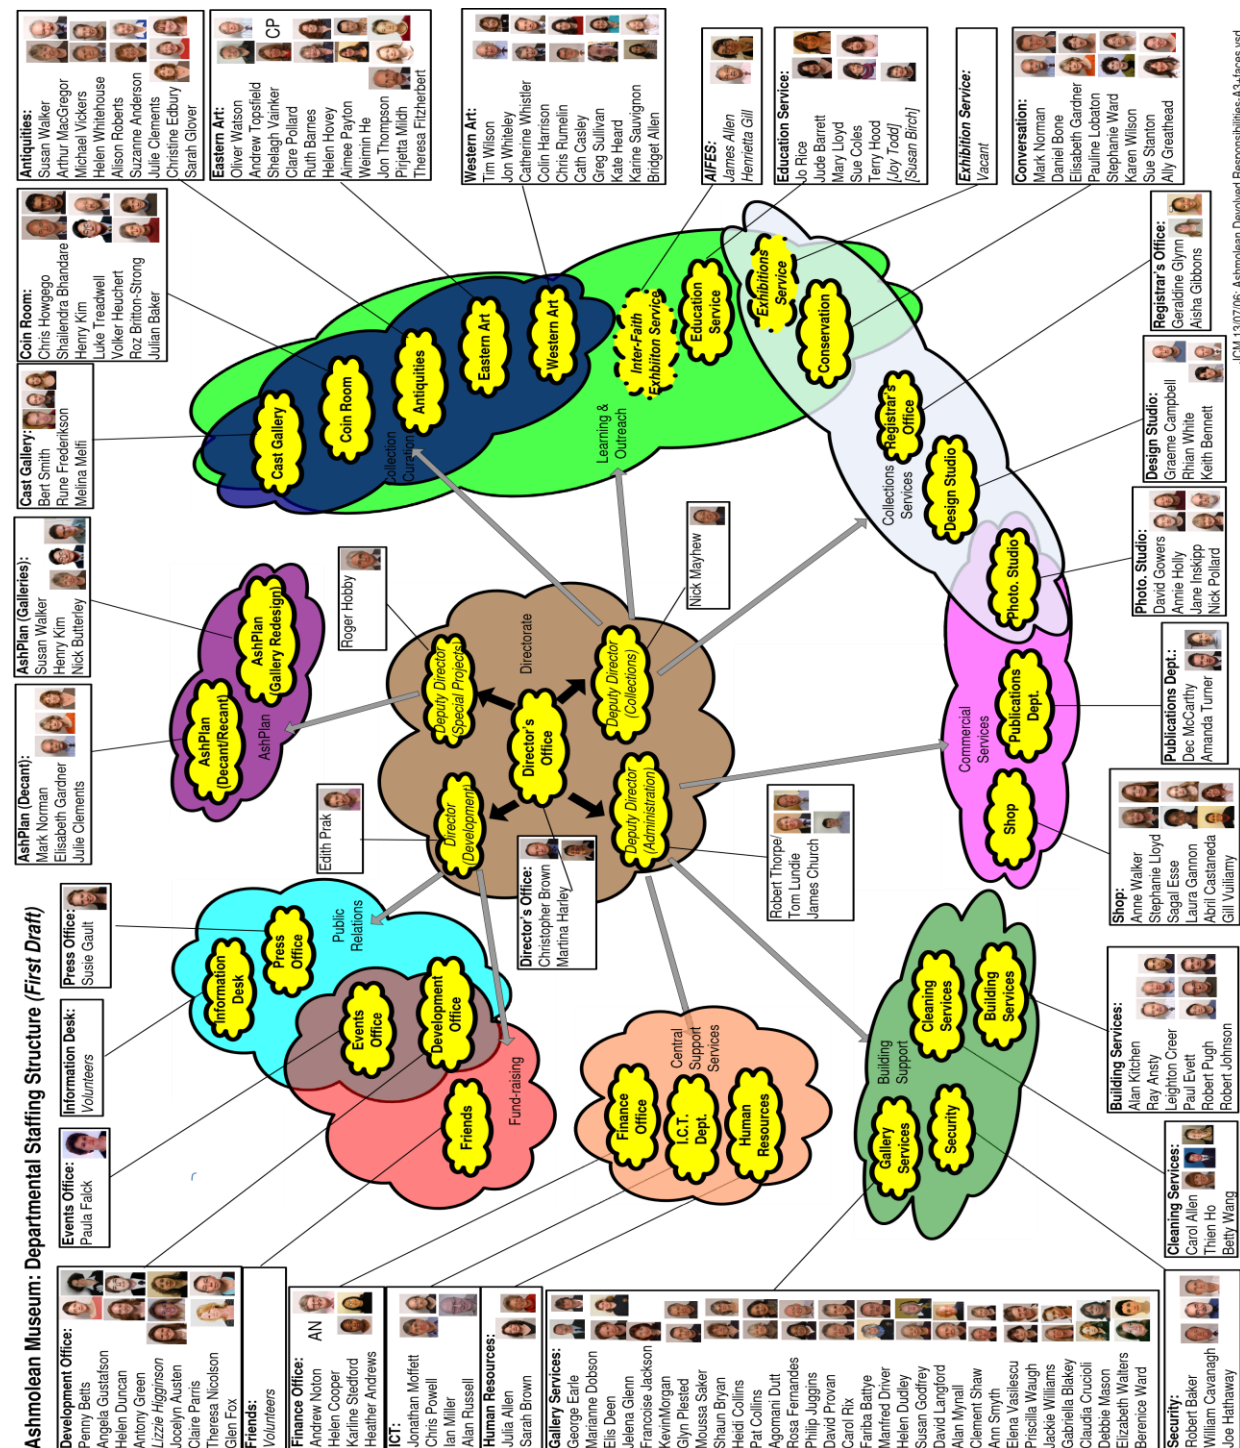 Ashmolean Museum: Departmental Staffing Structure (First Draft)
Development Office:
Penny Betts
Angela Gustafson
Helen Duncan
Antony Green
Lizzie Higginson
Jocelyn Austen
Claire Parris
Theresa Nicolson
Glen Fox
Friends:
Volunteers
Events Office:
Paula Falck
Information Desk:
Volunteers
Press Office:
Susie Gault
AshPlan (Decant):
Mark Norman
Elisabeth Gardner
Julie Clements
AshPlan (Galleries):
Susan Walker
Henry Kim
Nick Butterley
Cast Gallery:
Bert Smith
Rune Frederikson
Melina Melfi
Coin Room:
Chris Howgego
Shailendra Bhandare
Henry Kim
Luke Treadwell
Volker Heuchert
Roz Britton-Strong
Julian Baker
Antiquities:
Susan Walker
Arthur MacGregor
Michael Vickers
Helen Whitehouse
Alison Roberts
Suzanne Anderson
Julie Clements
Christine Edbury
Sarah Glover
Eastern Art:
Oliver Watson
Andrew Topsfield
Shelagh Vainker
CP
Clare Pollard
Ruth Barnes
Helen Hovey
Aimee Payton
Weimin He
Jon Thompson
Pirjetta Mildh
Theresa Fitzherbert
Western Art:
Tim Wilson
Jon Whiteley
Catherine Whistler
Colin Harrison
Chris Rumelin
Cath Casley
Greg Sullivan
Kate Heard
Karine Sauvignon
Bridget Allen
AIFES:
James Allen
Henrietta Gill
Education Service:
Jo Rice
Jude Barrett
Mary Lloyd
Sue Coles
Terry Hood
[Joy Todd]
[Susan Birch]
Exhibition Service:
Vacant
Conversation:
Mark Norman
Daniel Bone
Elisabeth Gardner
Pauline Lobaton
Stephanie Ward
Karen Wilson
Sue Stanton
Ally Greathead
Registrar's Office:
Geraldine Glynn
Aisha Gibbons
Design Studio:
Graeme Campbell
Rhian White
Keith Bennett
Photo. Studio:
David Gowers
Annie Holly
Jane Inskipp
Nick Pollard
Publications Dept.:
Dec McCarthy
Amanda Turner
Shop:
Anne Walker
Stephanie Lloyd
Sagal Esse
Laura Gannon
Abril Castaneda
Gill Vuiliamy
Building Services:
Alan Kitchen
Ray Ansty
Leighton Creer
Paul Evett
Robert Pugh
Robert Johnson
Cleaning Services:
Carol Allen
Thien Ho
Betty Wang
Security:
Robert Baker
William Cavanagh
Joe Hathaway
Finance Office:
Andrew Noton
AN
Helen Cooper
Karline Stedford
Heather Andrews
ICT:
Jonathan Moffett
Chris Powell
Ian Miller
Alan Russell
Human Resources:
Julia Allen
Sarah Brown
Gallery Services:
George Earle
Marianne Dobson
Elis Deen
Jelena Glenn
Francoise Jackson
KevinMorgan
Glyn Plested
Moussa Saker
Shaun Bryan
Heidi Collins
Pat Collins
Agomani Dutt
Rosa Fernandes
Philip Juggins
David Provan
Carol Rix
Fariba Battye
Manfred Driver
Helen Dudley
Susan Godfrey
David Langford
Alan Mynall
Clement Shaw
Ann Smyth
Elena Vasilescu
Priscilla Waugh
Jackie Williams
Gabriella Blakey
Claudia Crucioli
Debbie Mason
Elizabeth Walters
Berenice Ward
Edith Prak
Roger Hobby
Nick Mayhew
Director's Office:
Christopher Brown
Martina Harley
Robert Thorpe/
Tom Lundie
James Church
Information
Desk
Press
Office
Public
Relations
Events
Office
Development
Office
Friends
Fund-raising
AshPlan
(Decant/Recant)
AshPlan
(Gallery Redesign)
AshPlan
Director
(Development)
Deputy Director
(Special Projects)
Directorate
Director's
Office
Deputy Director
(Administration)
Deputy Director
(Collections)
Cast Gallery
Coin Room
Antiquities
Eastern Art
Western Art
Collection
Curation
Inter-Faith
Exhbiiton Service
Education
Service
Learning &
Outreach
Exhibitions
Service
Conservation
Registrar's
Office
Collections
Services
Design Studio
Photo. Studio
Publications
Dept.
Shop
Commercial
Services
Finance
Office
I.C.T.
Dept.
Human
Resources
Central
Support
Services
Gallery
Services
Security
Cleaning
Services
Building
Services
Building
Support
JCM 13/07/06: Ashmolean Devolved Responsibilities-A3+faces.vsd